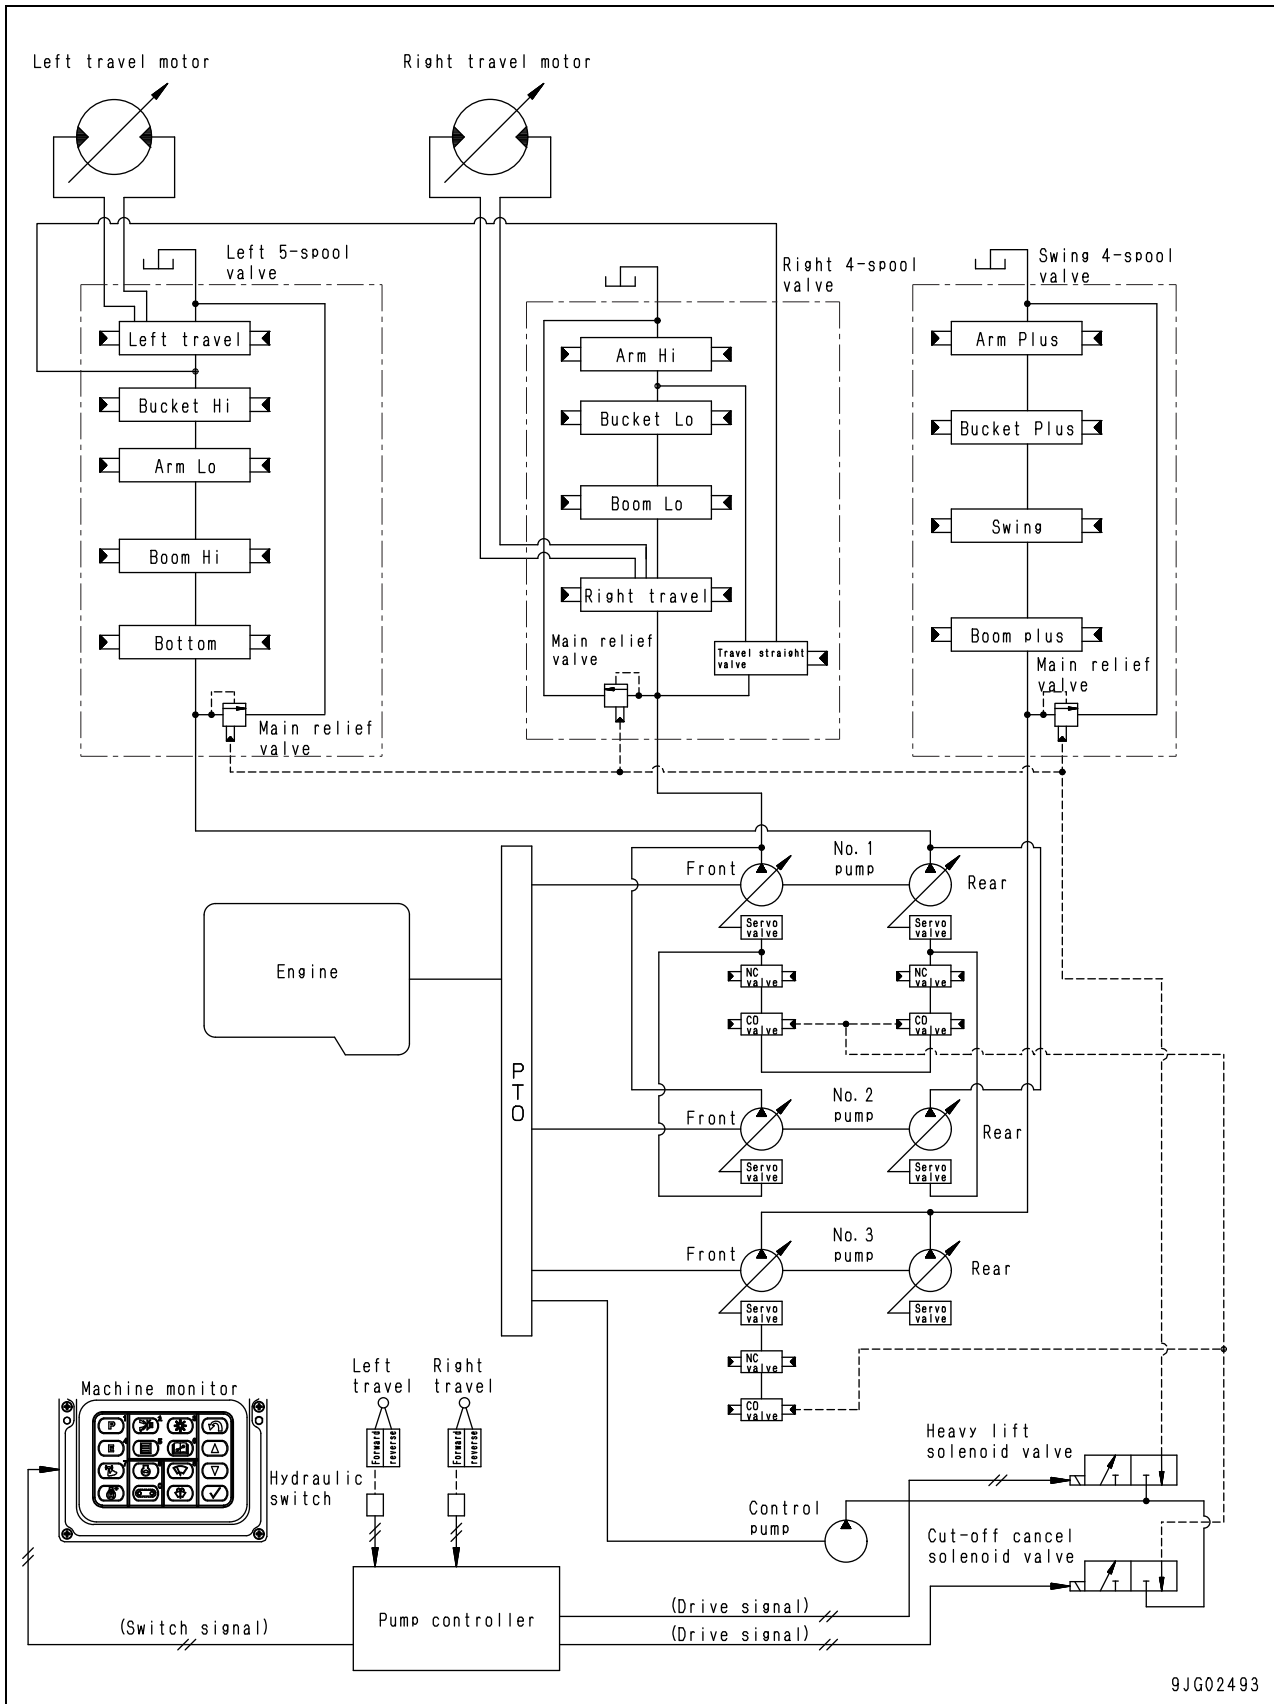 Left travel motor
Right travel motor
Left 5-spool
valve
Right 4-spool
valve
Swing 4-spool
valve
Left travel
Bucket Hi
Arm Lo
Boom Hi
Bottom
Main relief
valve
Arm Hi
Bucket Lo
Boom Lo
Right travel
Main relief
valve
Travel straight
valve
Arm Plus
Bucket Plus
Swing
Boom plus
Main relief
valve
Engine
PTO
Front
No. 1
pump
Rear
Servo
valve
Servo
valve
NC
valve
NC
valve
CO
valve
CO
valve
Front
No. 2
pump
Rear
Servo
valve
Servo
valve
Front
No. 3
pump
Rear
Servo
valve
Servo
valve
NC
valve
CO
valve
Machine monitor
P
E
Left
travel
Right
travel
Forward
reverse
Forward
reverse
Hydraulic
switch
Control
pump
Heavy lift
solenoid valve
Cut-off cancel
solenoid valve
Pump controller
(Switch signal)
(Drive signal)
(Drive signal)
9JG02493